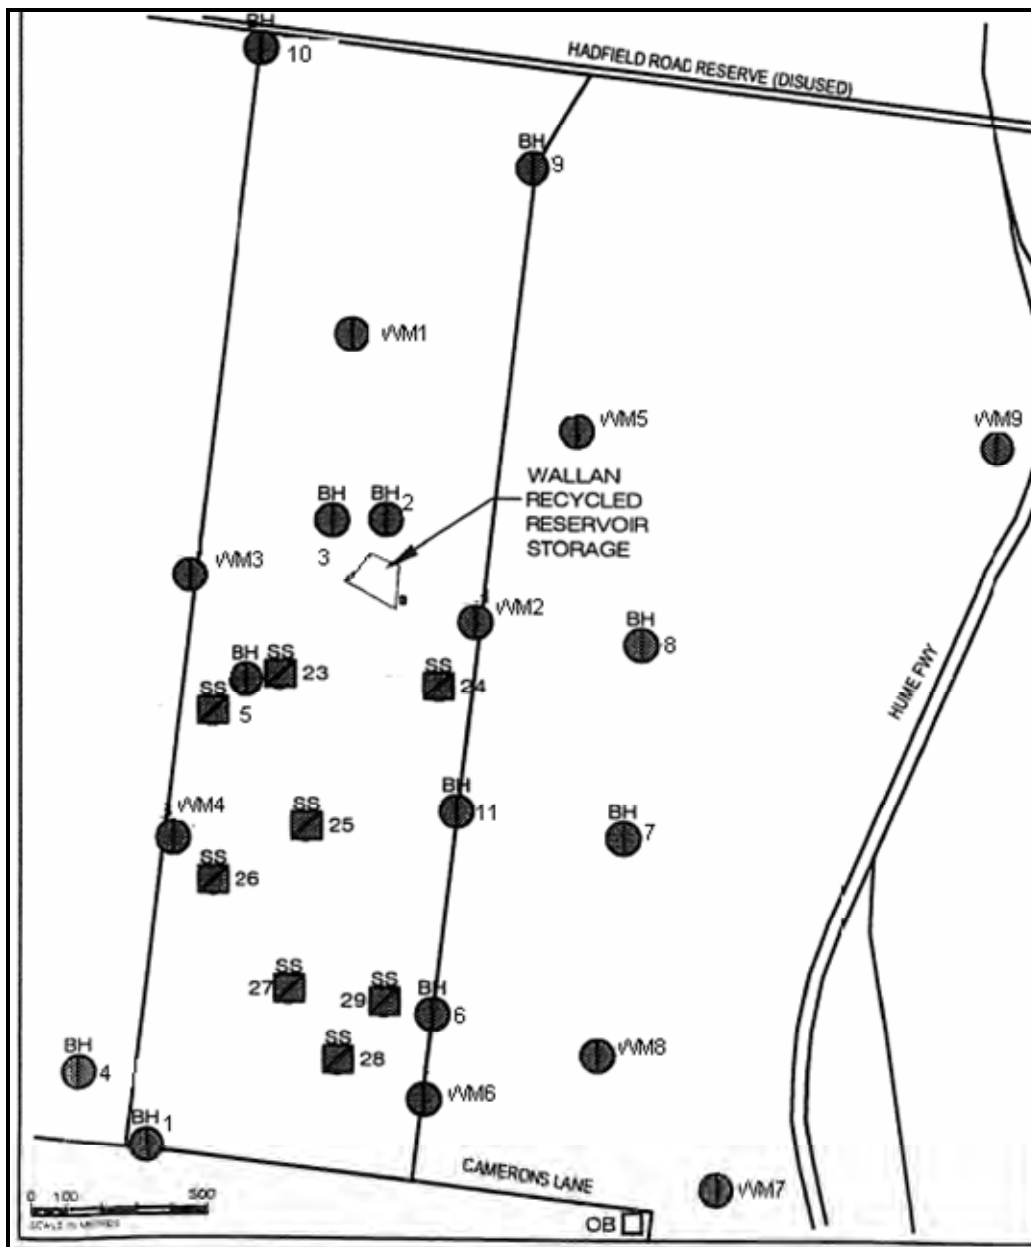 BH
10
HADFIELD ROAD RESERVE (DISUSED)
BH
9
WM1
WM5
WM9
WALLAN
RECYCLED
RESERVOIR
STORAGE
BH
3
BH
2
WM3
WM2
BH
8
BH
SS
23
SS
5
SS
24
HUME FWY
WM4
BH
11
SS
25
BH
7
SS
26
SS
27
SS
29
BH
6
SS
28
WM8
BH
4
WM6
BH 1
CAMERONS LANE
WM7
0 100 500
SCALE IN METRES
OB